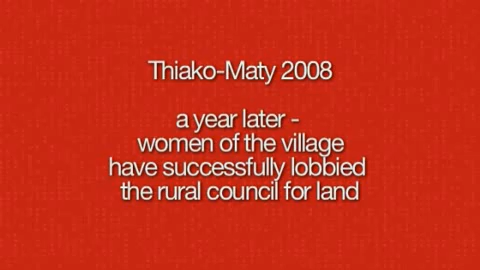 Thiako-Maty 2008
a year later -
women of the village
have successfully lobbied
the rural council for land